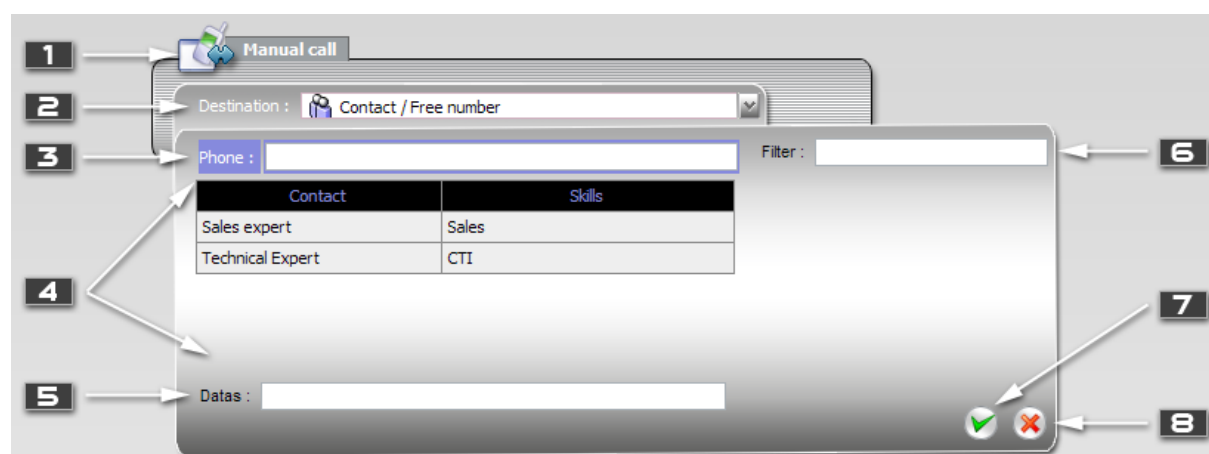 1 Manual call
2 Destination : Contact / Free number
3 Phone : Filter : 6
Contact Skills
Sales expert Sales
Technical Expert CTI
4 7
5 Datas :
8